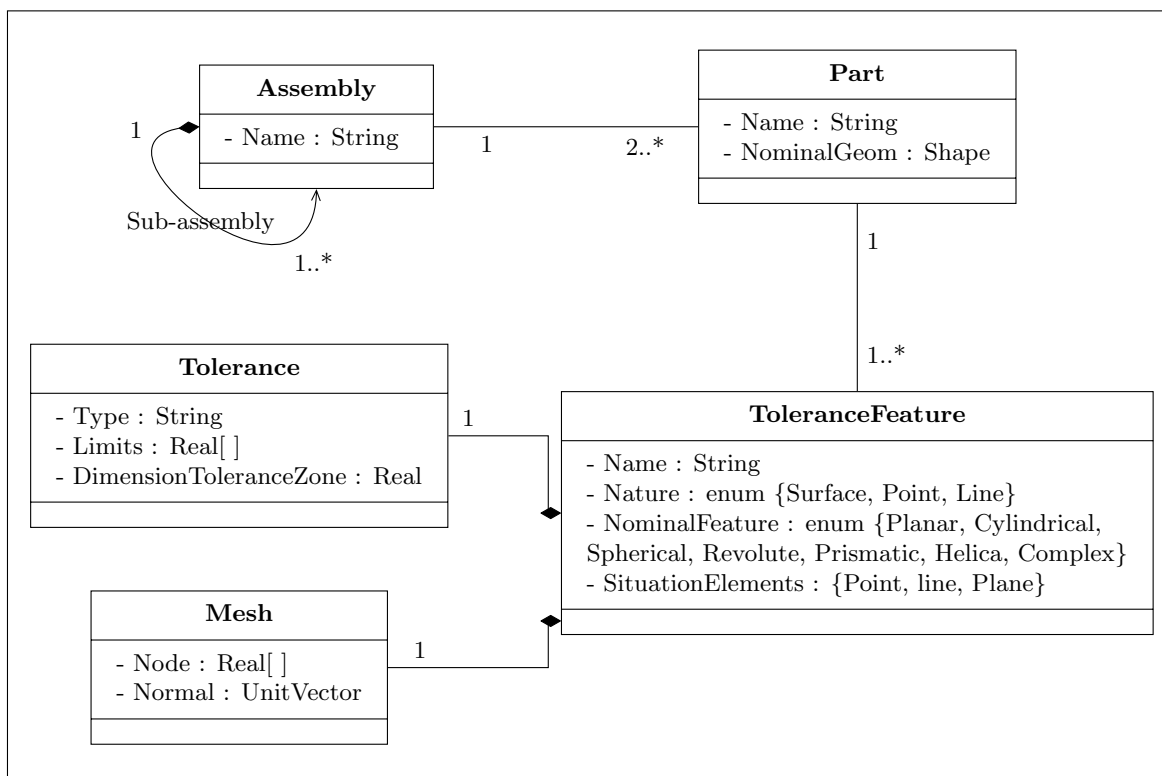 Assembly
- Name : String
Part
- Name : String
- NominalGeom : Shape
1
1
2..*
Sub-assembly
1..*
1
1..*
Tolerance
- Type : String
- Limits : Real[ ]
- DimensionToleranceZone : Real
1
ToleranceFeature
- Name : String
- Nature : enum {Surface, Point, Line}
- NominalFeature : enum {Planar, Cylindrical,
Spherical, Revolute, Prismatic, Helica, Complex}
- SituationElements : {Point, line, Plane}
Mesh
- Node : Real[ ]
- Normal : UnitVector
1